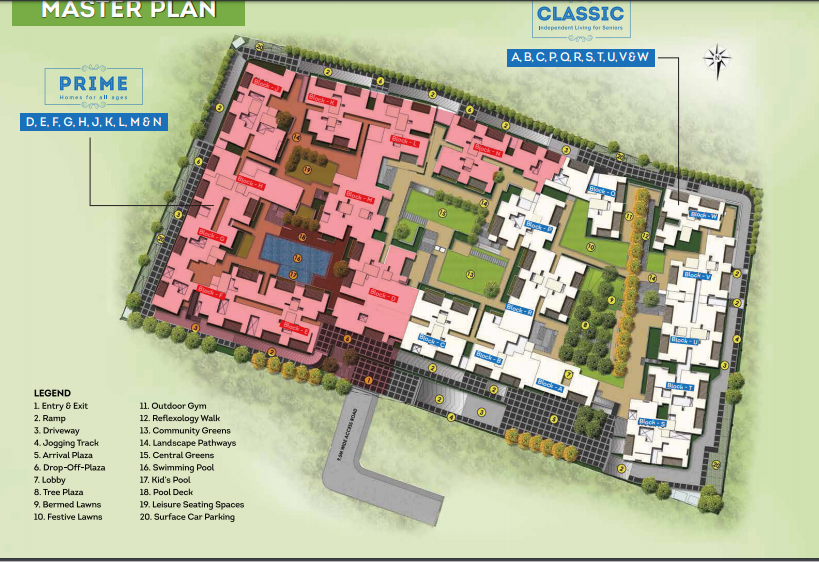 MASTER PLAN
CLASSIC
Independent Living for Seniors
A, B, C, P, Q, R, S, T, U, V & W
N
PRIME
Homes for all ages
D, E, F, G, H, J, K, L, M & N
Block - J
Block - K
Block - L
Block - N
Block - H
Block - M
Block - Q
Block - W
Block - P
Block - G
Block - V
Block - F
Block - D
Block - R
Block - E
Block - C
Block - U
Block - B
Block - A
Block - T
Block - S
9.5M WIDE ACCESS ROAD
LEGEND
1. Entry & Exit
2. Ramp
3. Driveway
4. Jogging Track
5. Arrival Plaza
6. Drop-Off-Plaza
7. Lobby
8. Tree Plaza
9. Bermed Lawns
10. Festive Lawns
11. Outdoor Gym
12. Reflexology Walk
13. Community Greens
14. Landscape Pathways
15. Central Greens
16. Swimming Pool
17. Kid's Pool
18. Pool Deck
19. Leisure Seating Spaces
20. Surface Car Parking